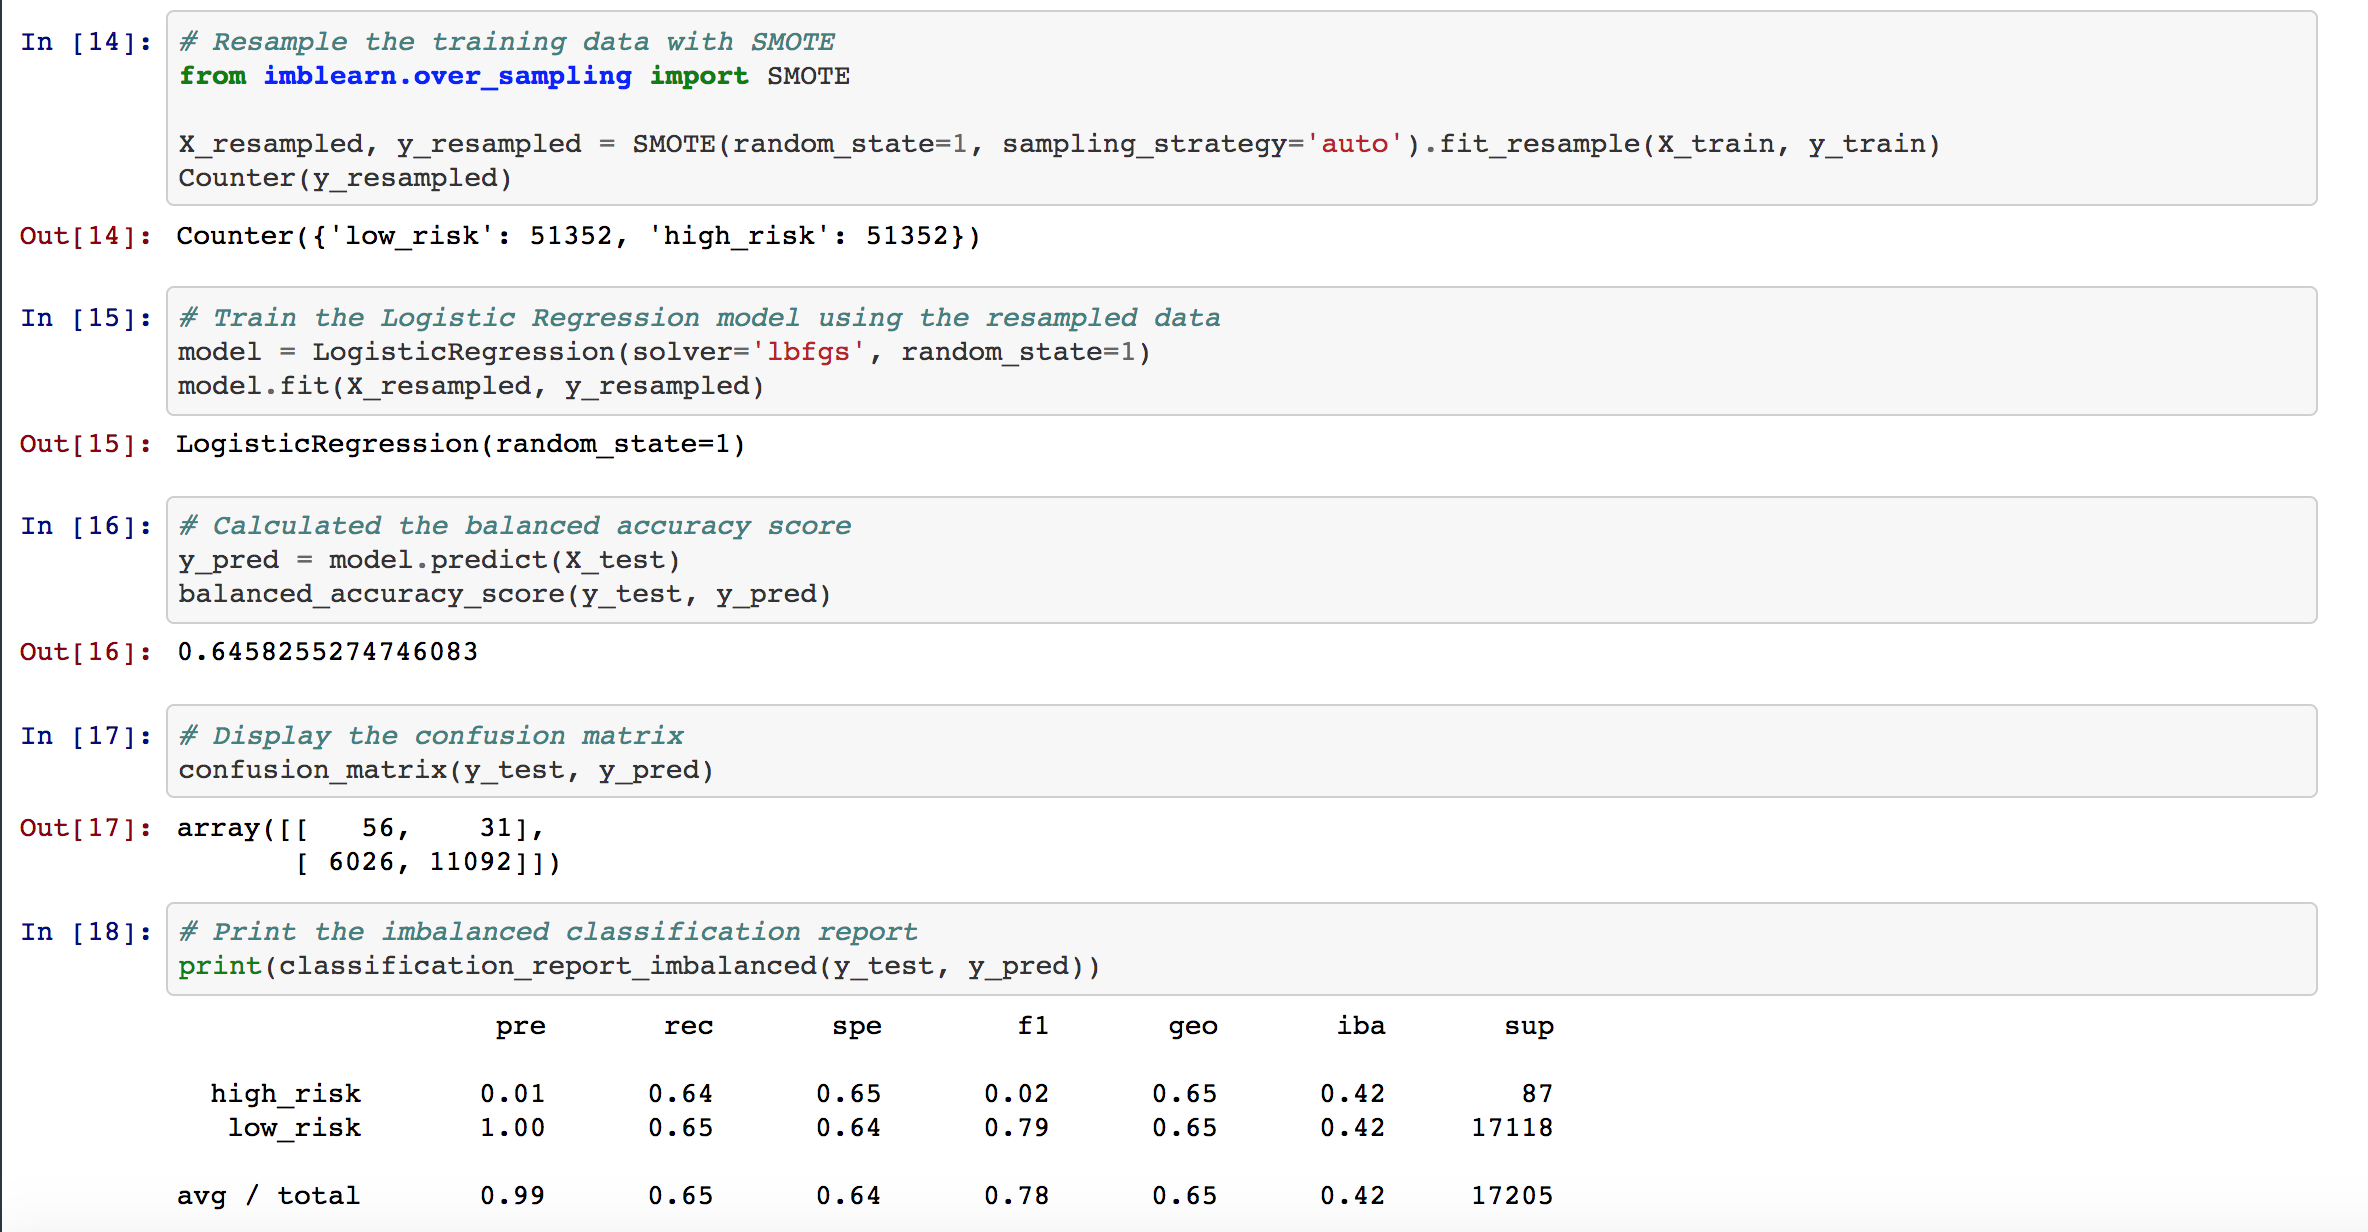 In [14]: # Resample the training data with SMOTE
from imblearn.over_sampling import SMOTE
X_resampled, y_resampled = SMOTE(random_state=1, sampling_strategy='auto').fit_resample(X_train, y_train)
Counter(y_resampled)
Out[14]: Counter({'low_risk': 51352, 'high_risk': 51352})
In [15]: # Train the Logistic Regression model using the resampled data
model = LogisticRegression(solver='lbfgs', random_state=1)
model.fit(X_resampled, y_resampled)
Out[15]: LogisticRegression(random_state=1)
In [16]: # Calculated the balanced accuracy score
y_pred = model.predict(X_test)
balanced_accuracy_score(y_test, y_pred)
Out[16]: 0.6458255274746083
In [17]: # Display the confusion matrix
confusion_matrix(y_test, y_pred)
Out[17]: array([[   56,    31],
       [ 6026, 11092]])
In [18]: # Print the imbalanced classification report
print(classification_report_imbalanced(y_test, y_pred))
pre rec spe f1 geo iba sup
high_risk 0.01 0.64 0.65 0.02 0.65 0.42 87
low_risk 1.00 0.65 0.64 0.79 0.65 0.42 17118
avg / total 0.99 0.65 0.64 0.78 0.65 0.42 17205